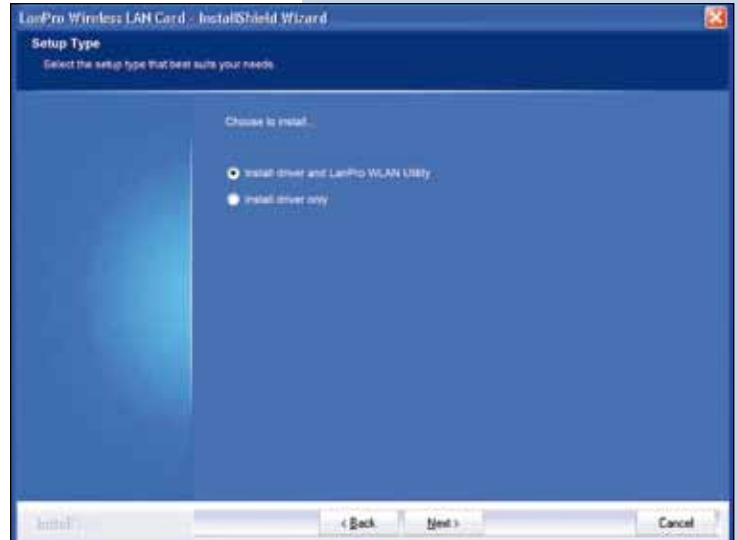 LanPro Wireless LAN Card - InstallShield Wizard
Setup Type
Select the setup type that best suits your needs.
Choose to install...
Install driver and LanPro WLAN Utility
Install driver only
< Back
Next >
Cancel